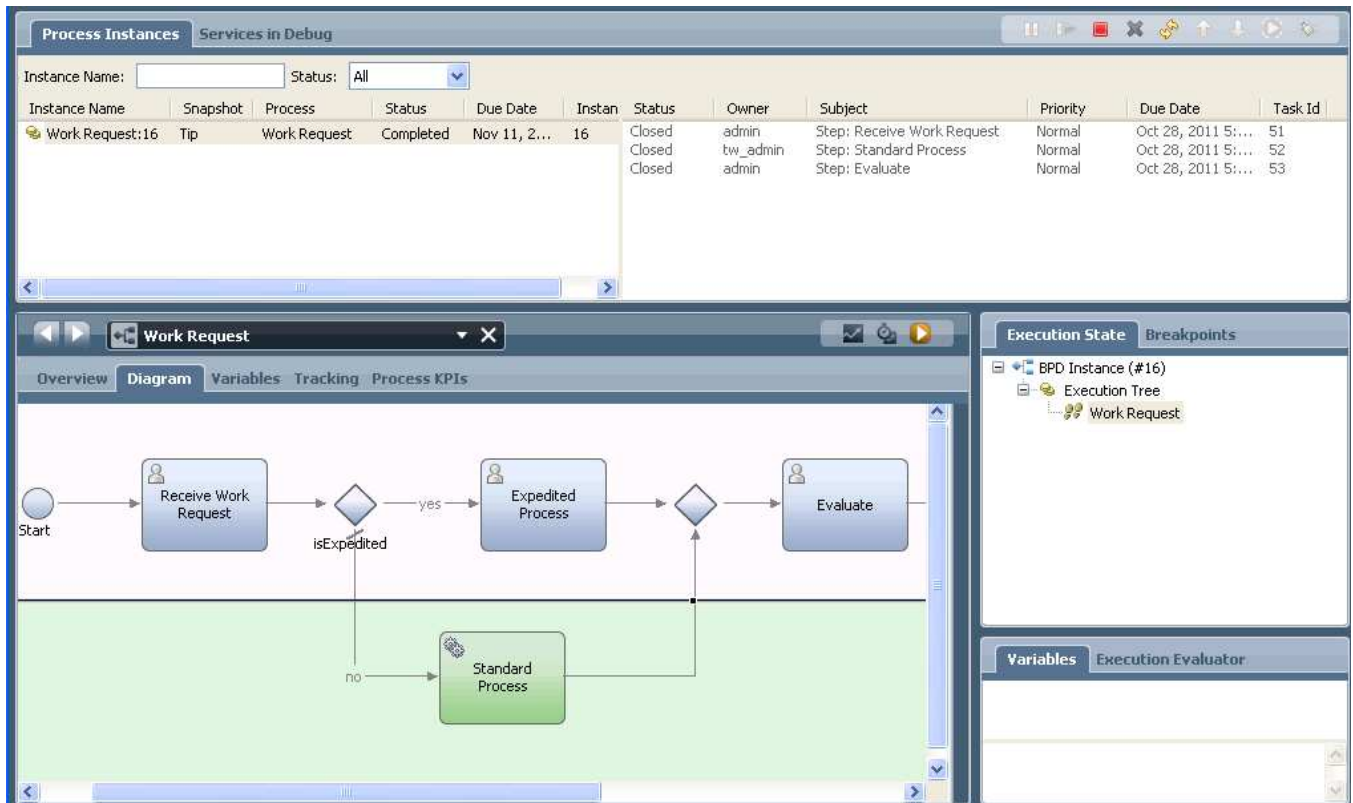 Process Instances Services in Debug
Instance Name: Status: All
Instance Name Snapshot Process Status Due Date Instan Status Owner Subject Priority Due Date Task Id
Work Request:16 Tip Work Request Completed Nov 11, 2... 16 Closed admin Step: Receive Work Request Normal Oct 28, 2011 5:... 51
Closed tw_admin Step: Standard Process Normal Oct 28, 2011 5:... 52
Closed admin Step: Evaluate Normal Oct 28, 2011 5:... 53
Work Request
Overview Diagram Variables Tracking Process KPIs
Start
Receive Work
Request
isExpedited
yes
Expedited
Process
Evaluate
no
Standard
Process
Execution State Breakpoints
BPD Instance (#16)
Execution Tree
Work Request
Variables Execution Evaluator